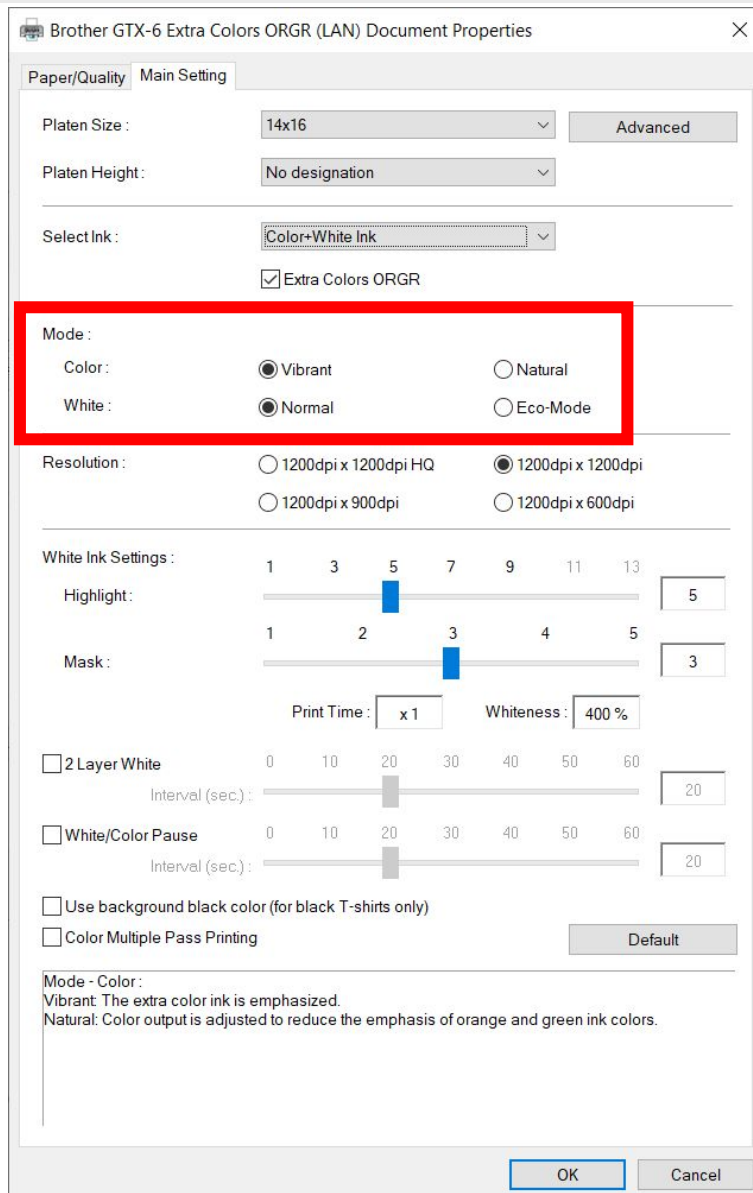 Brother GTX-6 Extra Colors ORGR (LAN) Document Properties
Paper/Quality Main Setting
Platen Size : 14x16 Advanced
Platen Height : No designation
Select Ink : Color+White Ink
Extra Colors ORGR
Mode :
Color : Vibrant Natural
White : Normal Eco-Mode
Resolution : 1200dpi x 1200dpi HQ 1200dpi x 1200dpi
1200dpi x 900dpi 1200dpi x 600dpi
White Ink Settings :
1 3 5 7 9 11 13
Highlight : 5
1 2 3 4 5
Mask : 3
Print Time : x 1 Whiteness : 400 %
2 Layer White 0 10 20 30 40 50 60
Interval (sec.) : 20
White/Color Pause 0 10 20 30 40 50 60
Interval (sec.) : 20
Use background black color (for black T-shirts only)
Color Multiple Pass Printing Default
Mode - Color :
Vibrant: The extra color ink is emphasized.
Natural: Color output is adjusted to reduce the emphasis of orange and green ink colors.
OK Cancel